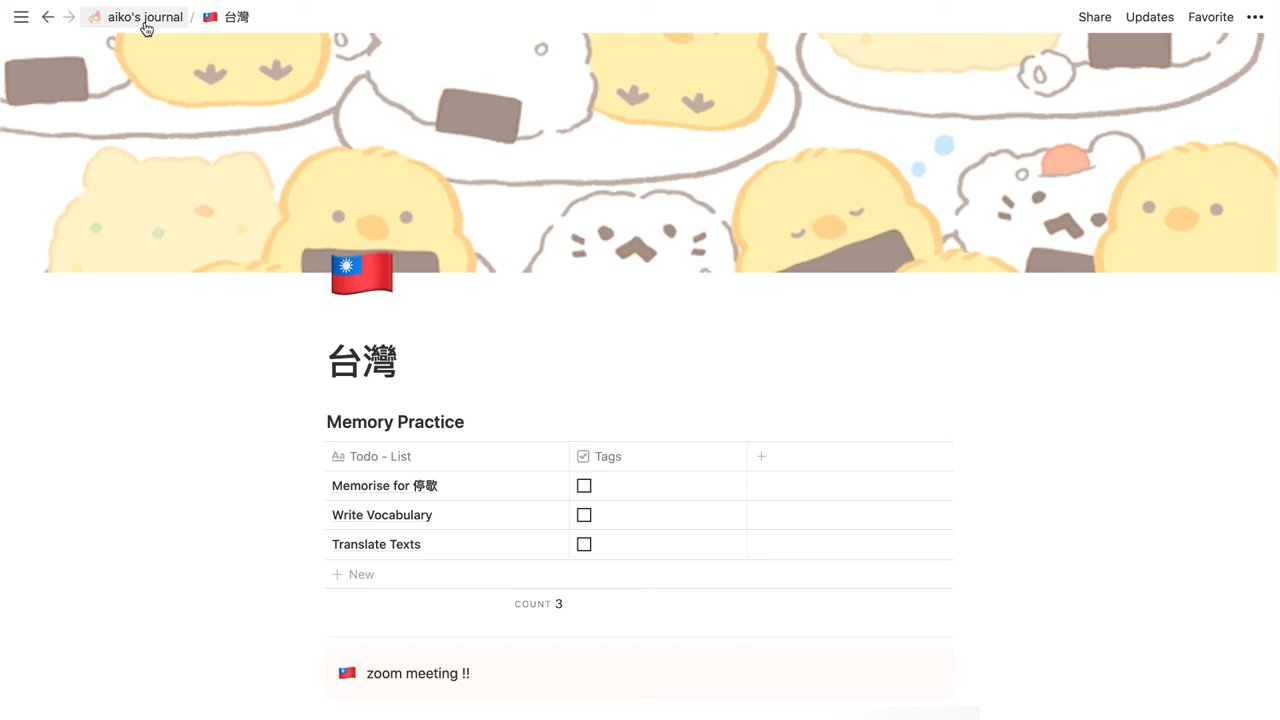 aiko's journal / 台灣
Share Updates Favorite
台灣
Memory Practice
Aa Todo - List Tags
Memorise for 停歇
Write Vocabulary
Translate Texts
New
COUNT 3
zoom meeting !!